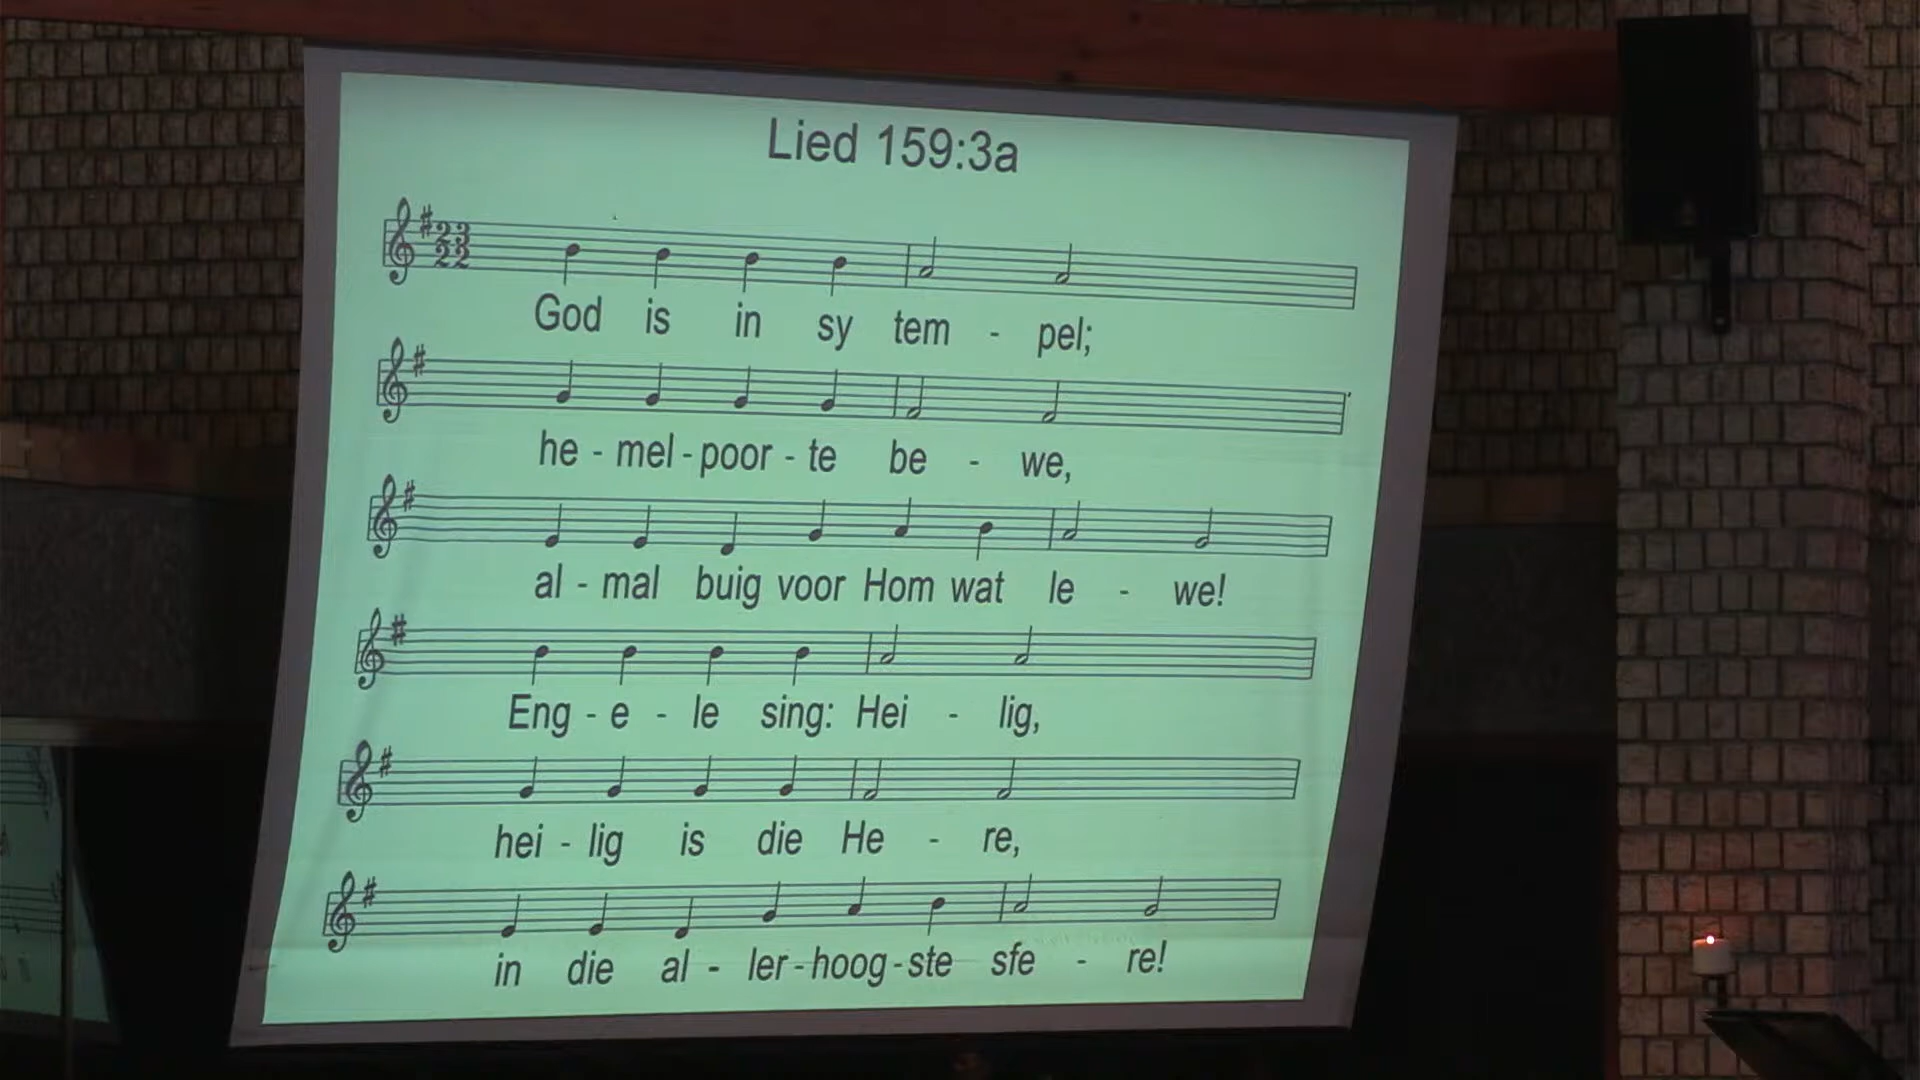 Lied 159:3a
23
22
God is in sy tem - pel;
he - mel - poor - te be - we,
al - mal buig voor Hom wat le - we!
Eng - e - le sing: Hei - lig,
hei - lig is die He - re,
in die al - ler - hoog - ste sfe - re!